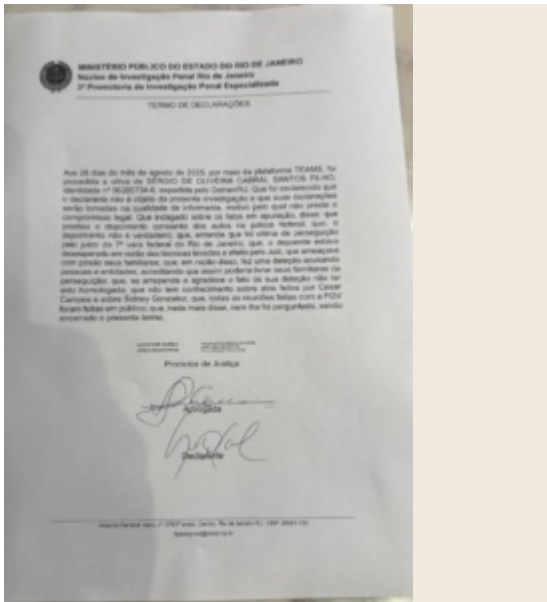 MINISTÉRIO PÚBLICO DO ESTADO DO RIO DE JANEIRO
Núcleo de Investigação Penal Rio de Janeiro
3ª Promotoria de Investigação Penal Especializada
TERMO DE DECLARAÇÕES
Aos 28 dias do mês de agosto de 2025, por meio da plataforma TEAMS, foi
procedida a oitiva de SÉRGIO DE OLIVEIRA CABRAL SANTOS FILHO,
identidade nº expedida pelo Detran/RJ. Que foi esclarecido que
o declarante não é objeto da presente investigação e que suas declarações
serão tomadas na qualidade de informante, motivo pelo qual não presta o
compromisso legal. Que indagado sobre os fatos em apuração, disse: que
prestou o depoimento constante dos autos na polícia federal; que, o
depoimento não é verdadeiro; que, entende que foi vítima de perseguição
pelo juízo da 7ª vara federal do Rio de Janeiro; que, o depoente estava
desesperado em razão das técnicas levadas a efeito pelo Juiz, que ameaçava
com prisão seus familiares; que, em razão disso, fez uma delação acusando
pessoas e entidades, acreditando que assim poderia livrar seus familiares da
perseguição; que, se arrepende e agradece o fato de sua delação não ter
sido homologada; que não tem conhecimento sobre atos feitos por Cesar
Campos e sobre Sidney Gonzalez; que, todas as reuniões feitas com a FGV
foram feitas em público; que, nada mais disse, nem lhe foi perguntado, sendo
encerrado o presente termo.
Promotor de Justiça
Advogada
Declarante